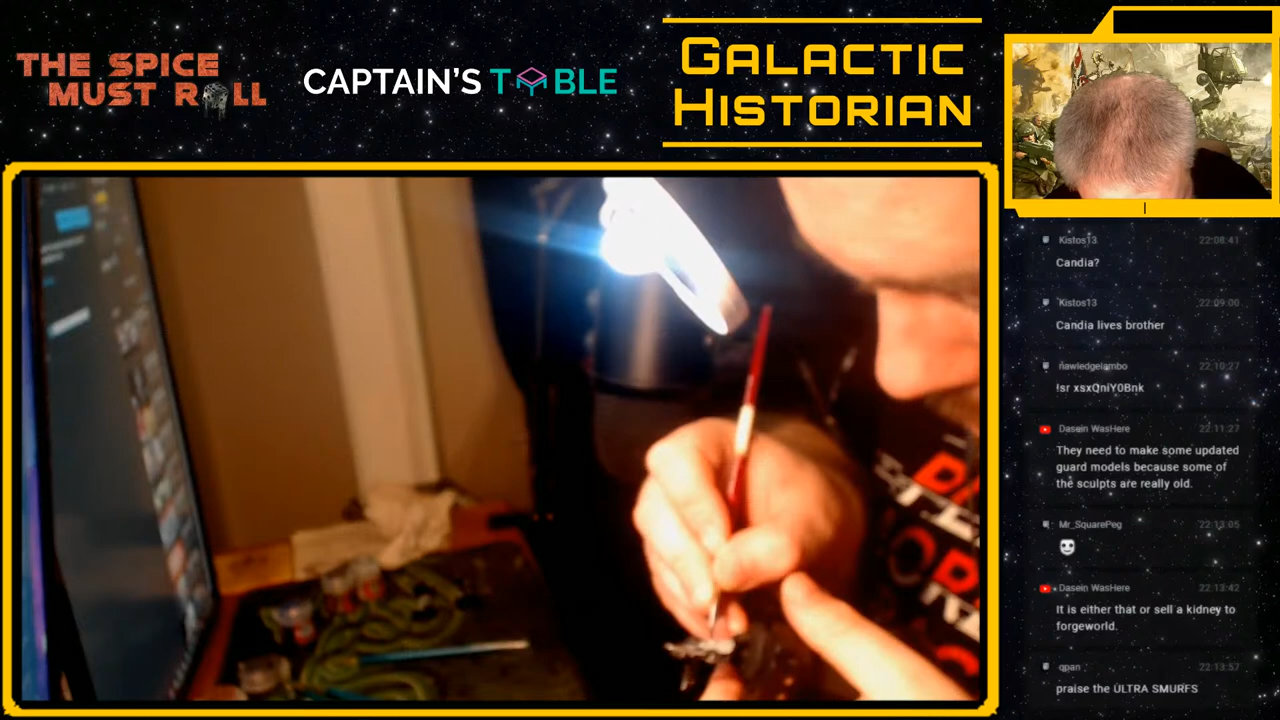 THE SPICE
MUST ROLL
CAPTAIN'S TABLE
GALACTIC
HISTORIAN
Kistos13 22:08:41
Candia?
Kistos13 22:09:00
Candia lives brother
nawledgelambo 22:10:27
!sr xsxQniY0Bnk
Dasein WasHere 22:11:27
They need to make some updated
guard models because some of
the sculpts are really old.
Mr_SquarePeg 22:13:05
Dasein WasHere 22:13:42
It is either that or sell a kidney to
forgeworld.
qpan 22:13:57
praise the ULTRA SMURFS